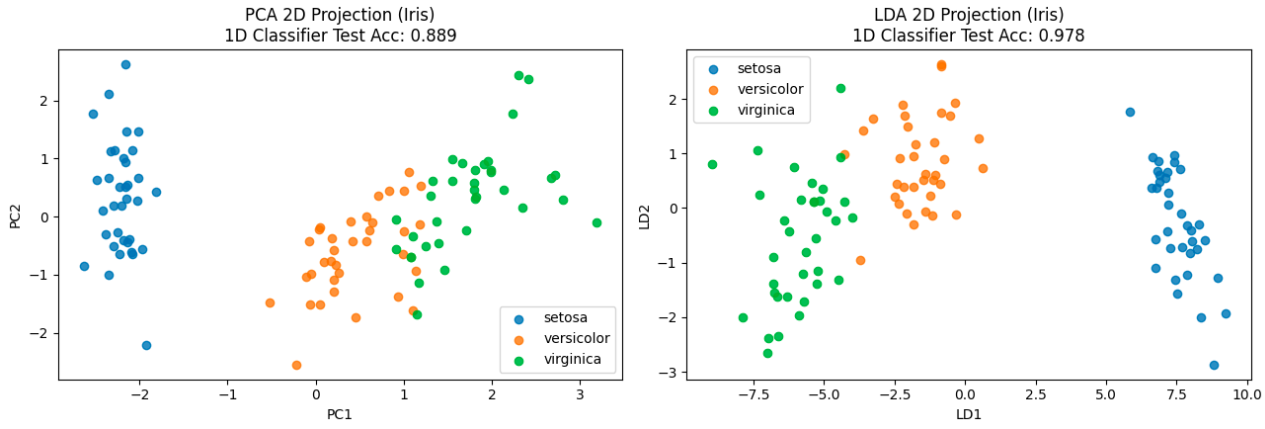 PCA 2D Projection (Iris)
1D Classifier Test Acc: 0.889
2
1
0
−1
−2
PC2
setosa
versicolor
virginica
−2
−1
0
1
2
3
PC1
LDA 2D Projection (Iris)
1D Classifier Test Acc: 0.978
setosa
versicolor
virginica
2
1
0
−1
−2
−3
LD2
−7.5
−5.0
−2.5
0.0
2.5
5.0
7.5
10.0
LD1